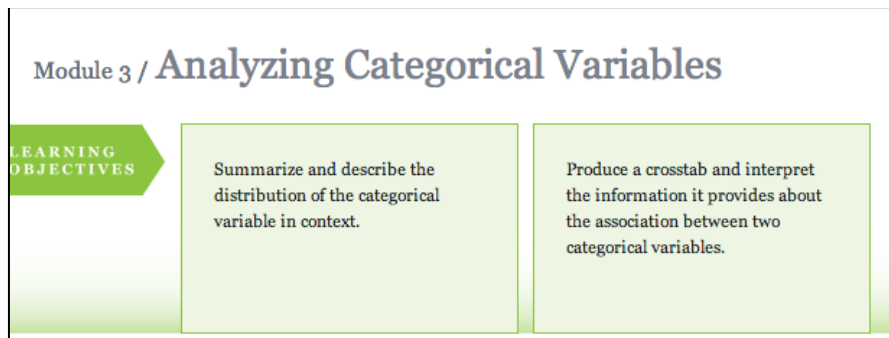 Module 3 / Analyzing Categorical Variables
LEARNING
OBJECTIVES
Summarize and describe the
distribution of the categorical
variable in context.
Produce a crosstab and interpret
the information it provides about
the association between two
categorical variables.